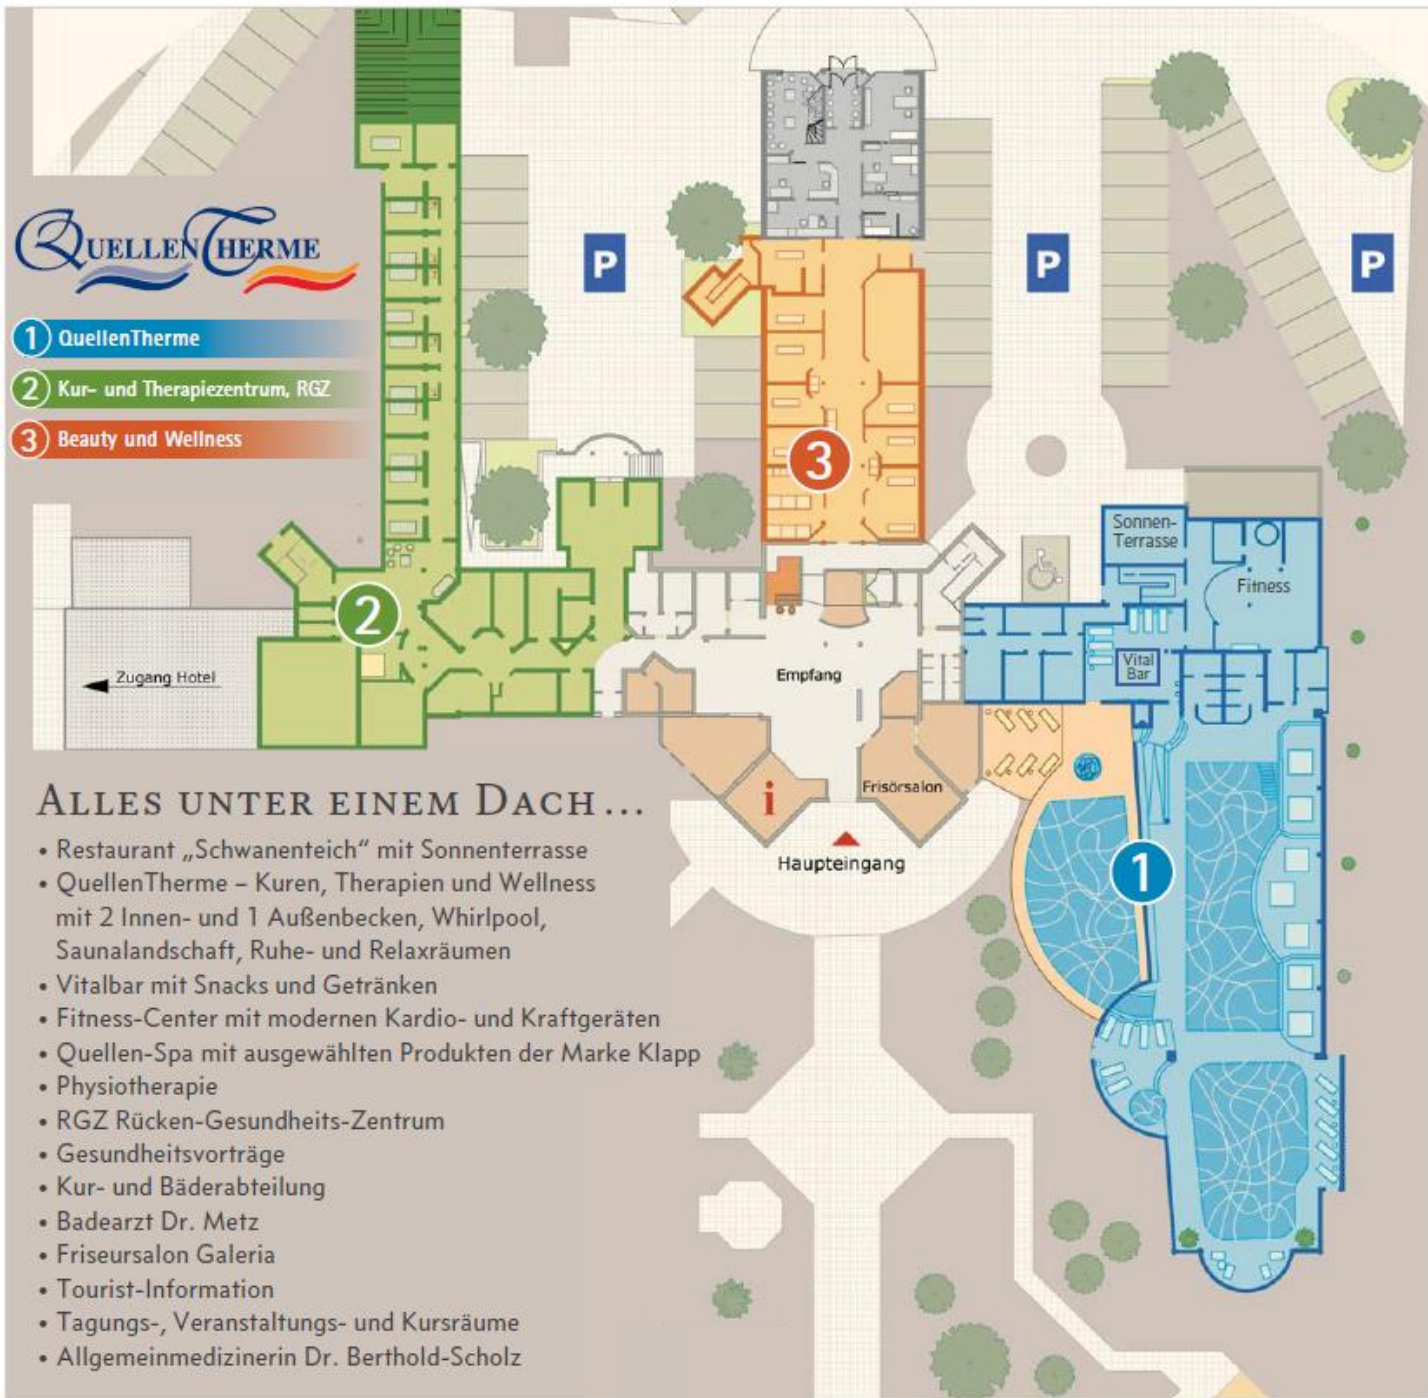 QUELLENTHERME
1 QuellenTherme
2 Kur- und Therapiezentrum, RGZ
3 Beauty und Wellness
P
P
P
3
Sonnen-
Terrasse
Fitness
2
Vital
Bar
Zugang Hotel
Empfang
i
Frisörsalon
Haupteingang
1
ALLES UNTER EINEM DACH...
• Restaurant „Schwanenteich“ mit Sonnenterrasse
• QuellenTherme – Kuren, Therapien und Wellness
mit 2 Innen- und 1 Außenbecken, Whirlpool,
Saunalandschaft, Ruhe- und Relaxräumen
• Vitalbar mit Snacks und Getränken
• Fitness-Center mit modernen Kardio- und Kraftgeräten
• Quellen-Spa mit ausgewählten Produkten der Marke Klapp
• Physiotherapie
• RGZ Rücken-Gesundheits-Zentrum
• Gesundheitsvorträge
• Kur- und Bäderabteilung
• Badearzt Dr. Metz
• Friseursalon Galeria
• Tourist-Information
• Tagungs-, Veranstaltungs- und Kursräume
• Allgemeinmedizinerin Dr. Berthold-Scholz